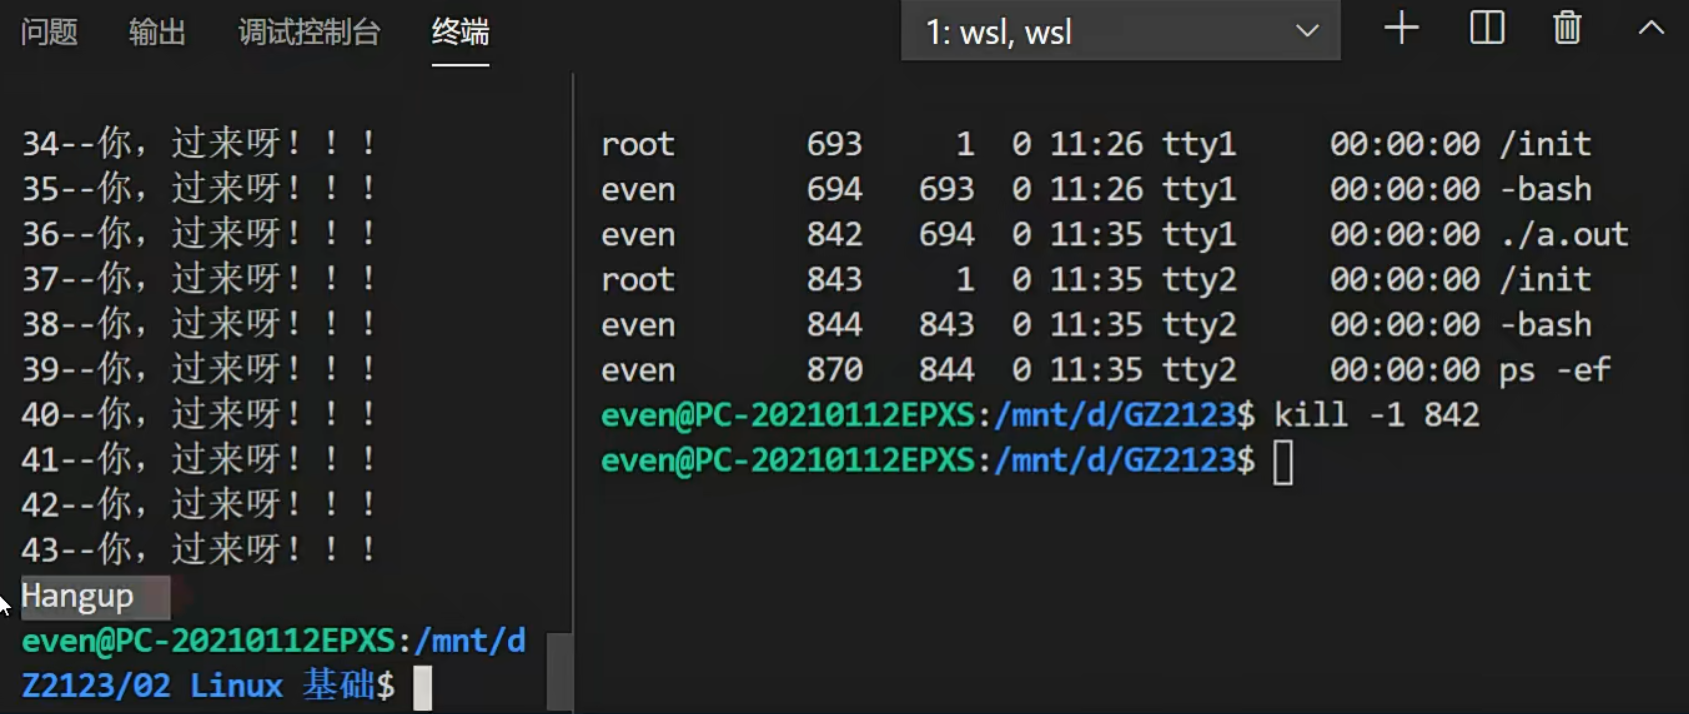 问题 输出 调试控制台 终端 1: wsl, wsl
34--你，过来呀！！！
35--你，过来呀！！！
36--你，过来呀！！！
37--你，过来呀！！！
38--你，过来呀！！！
39--你，过来呀！！！
40--你，过来呀！！！
41--你，过来呀！！！
42--你，过来呀！！！
43--你，过来呀！！！
Hangup
even@PC-20210112EPXS:/mnt/d
Z2123/02 Linux 基础$
root 693 1 0 11:26 tty1 00:00:00 /init
even 694 693 0 11:26 tty1 00:00:00 -bash
even 842 694 0 11:35 tty1 00:00:00 ./a.out
root 843 1 0 11:35 tty2 00:00:00 /init
even 844 843 0 11:35 tty2 00:00:00 -bash
even 870 844 0 11:35 tty2 00:00:00 ps -ef
even@PC-20210112EPXS:/mnt/d/GZ2123$ kill -1 842
even@PC-20210112EPXS:/mnt/d/GZ2123$